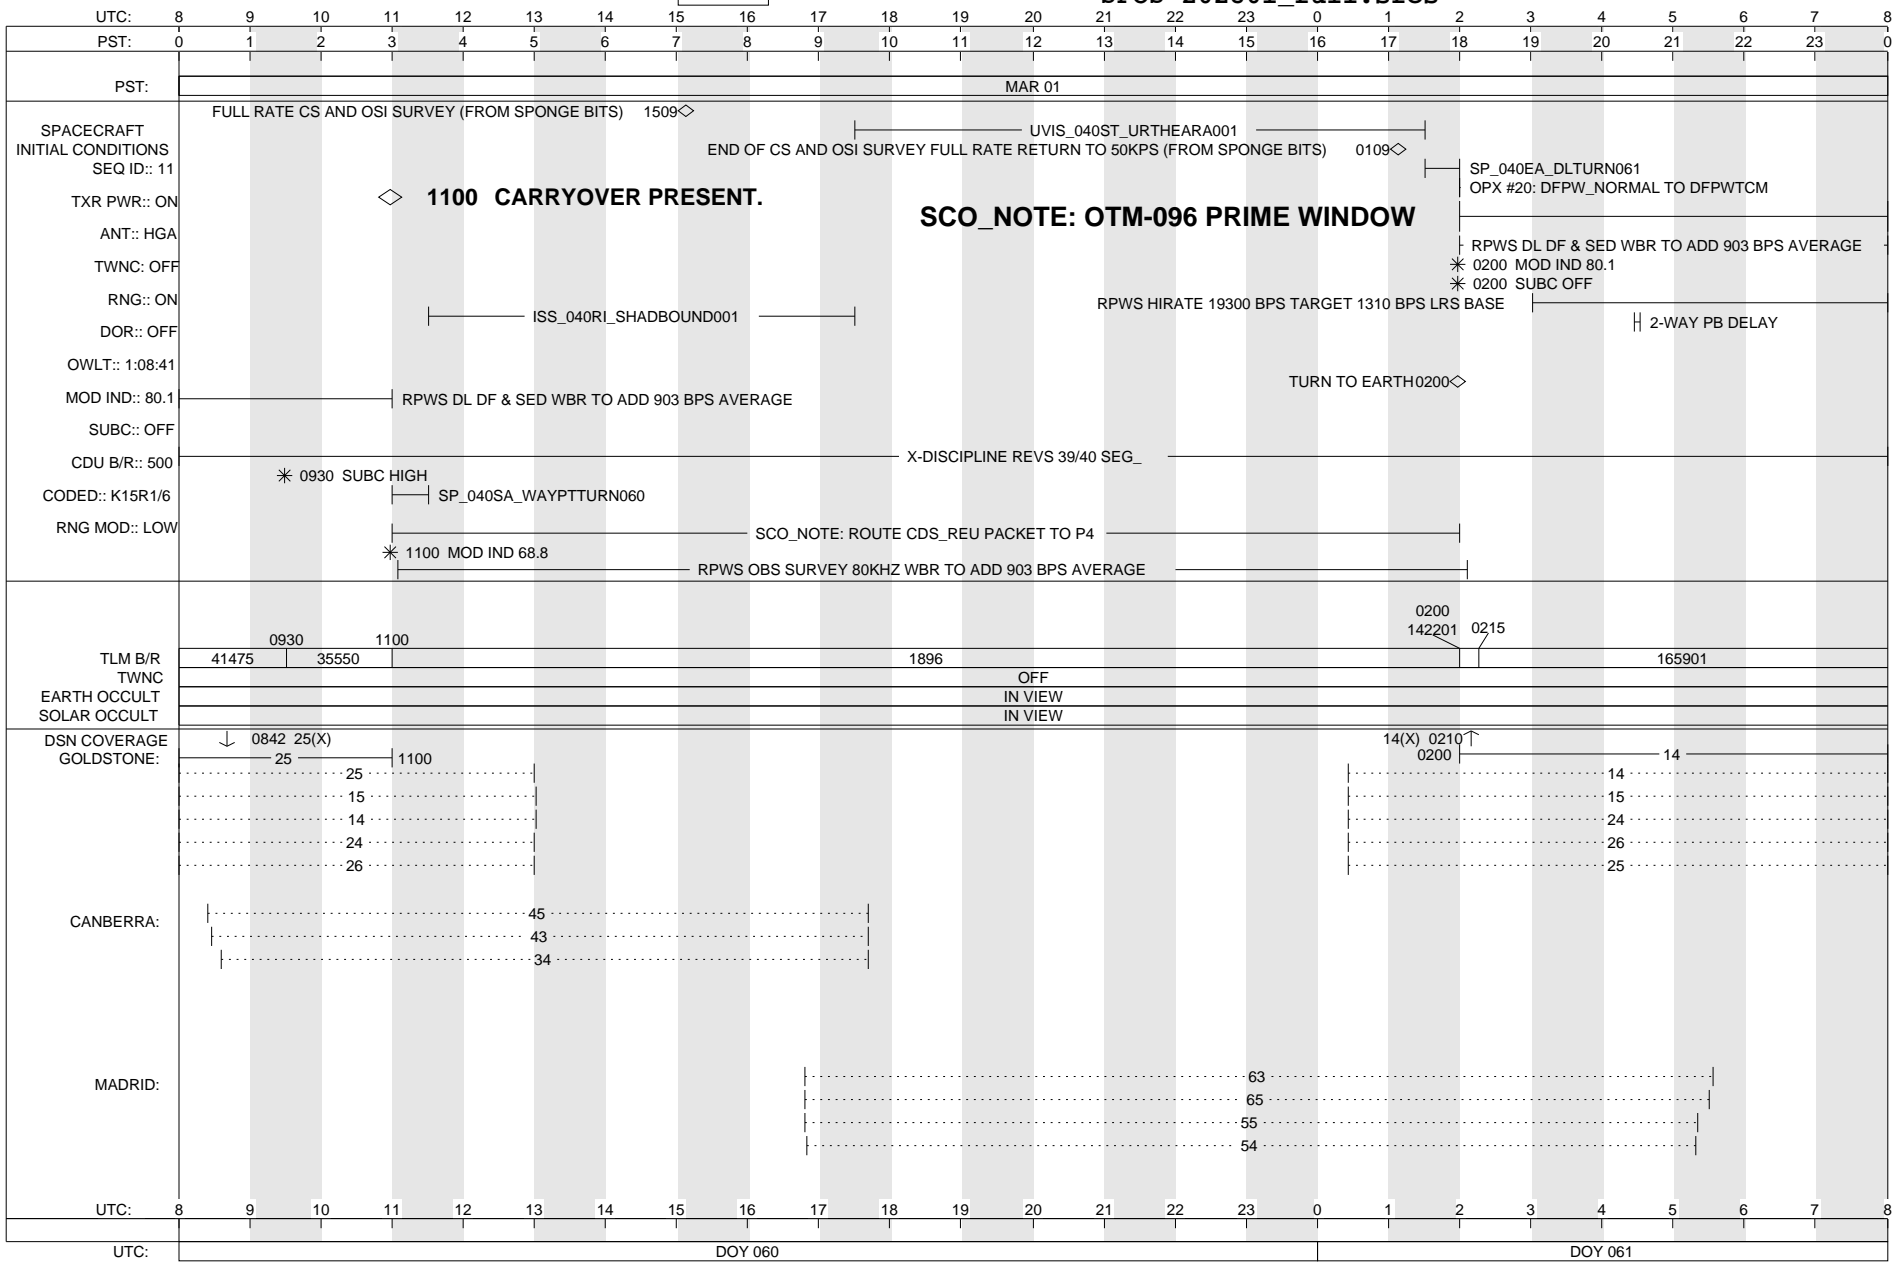 SFOS-202801_Full.SFOS
UTC: 8 9 10 11 12 13 14 15 16 17 18 19 20 21 22 23 0 1 2 3 4 5 6 7 8
PST: 0 1 2 3 4 5 6 7 8 9 10 11 12 13 14 15 16 17 18 19 20 21 22 23 0
PST: MAR 01
FULL RATE CS AND OSI SURVEY (FROM SPONGE BITS) 1509
SPACECRAFT
UVIS_040ST_URTHEARA001
INITIAL CONDITIONS
END OF CS AND OSI SURVEY FULL RATE RETURN TO 50KPS (FROM SPONGE BITS) 0109
SEQ ID:: 11
SP_040EA_DLTURN061
OPX #20: DFPW_NORMAL TO DFPWTCM
TXR PWR:: ON
1100 CARRYOVER PRESENT.
SCO_NOTE: OTM-096 PRIME WINDOW
ANT:: HGA
RPWS DL DF & SED WBR TO ADD 903 BPS AVERAGE
TWNC: OFF
0200 MOD IND 80.1
0200 SUBC OFF
RNG:: ON
RPWS HIRATE 19300 BPS TARGET 1310 BPS LRS BASE
ISS_040RI_SHADBOUND001
2-WAY PB DELAY
DOR:: OFF
OWLT:: 1:08:41
TURN TO EARTH 0200
MOD IND:: 80.1
RPWS DL DF & SED WBR TO ADD 903 BPS AVERAGE
SUBC:: OFF
CDU B/R:: 500
X-DISCIPLINE REVS 39/40 SEG_
0930 SUBC HIGH
CODED:: K15R1/6
SP_040SA_WAYPTTURN060
RNG MOD:: LOW
SCO_NOTE: ROUTE CDS_REU PACKET TO P4
1100 MOD IND 68.8
RPWS OBS SURVEY 80KHZ WBR TO ADD 903 BPS AVERAGE
0200
142201 0215
0930 1100
TLM B/R 41475 35550 1896 165901
TWNC OFF
EARTH OCCULT IN VIEW
SOLAR OCCULT IN VIEW
DSN COVERAGE 0842 25(X) 14(X) 0210
GOLDSTONE: 25 1100 0200 14
25 14
15 15
14 24
24 26
26 25
CANBERRA: 45
43
34
MADRID: 63
65
55
54
UTC: 8 9 10 11 12 13 14 15 16 17 18 19 20 21 22 23 0 1 2 3 4 5 6 7 8
UTC: DOY 060 DOY 061